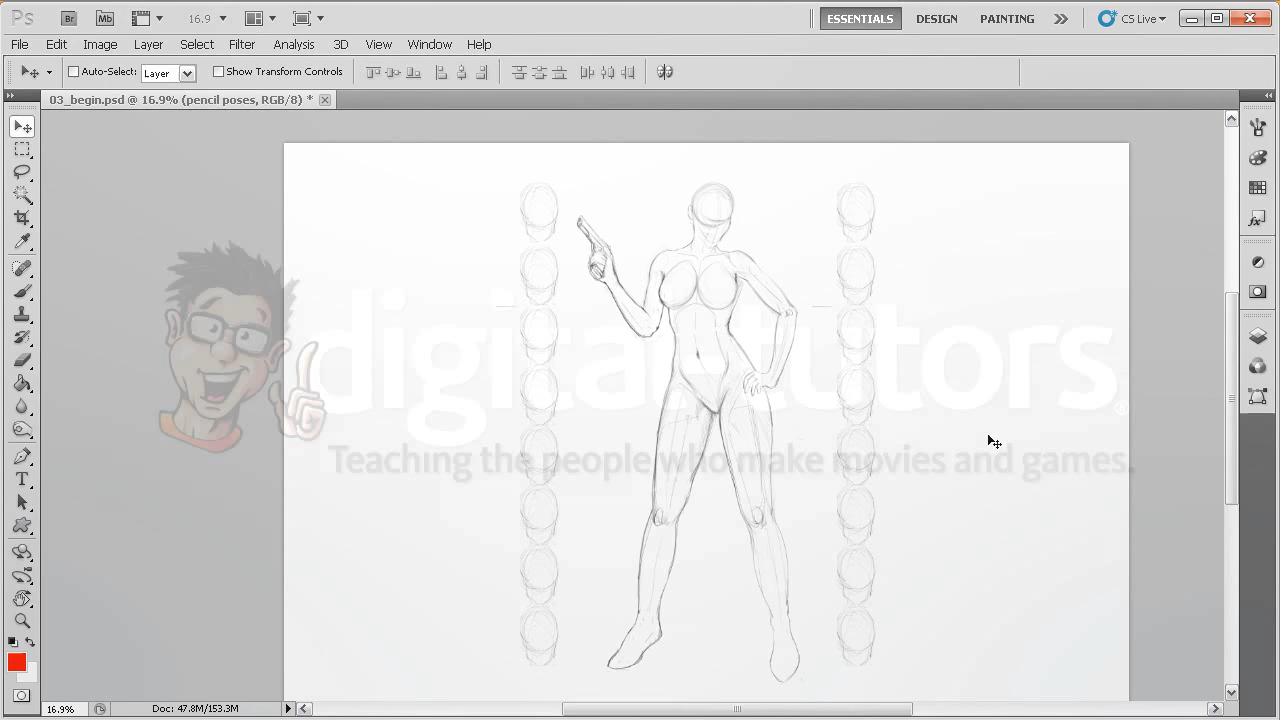 Ps Br Mb 16.9 ESSENTIALS DESIGN PAINTING CS Live
File Edit Image Layer Select Filter Analysis 3D View Window Help
Auto-Select: Layer Show Transform Controls
03_begin.psd @ 16.9% (pencil poses, RGB/8) *
digital-tutors®
Teaching the people who make movies and games.
16.9% Doc: 47.8M/153.3M